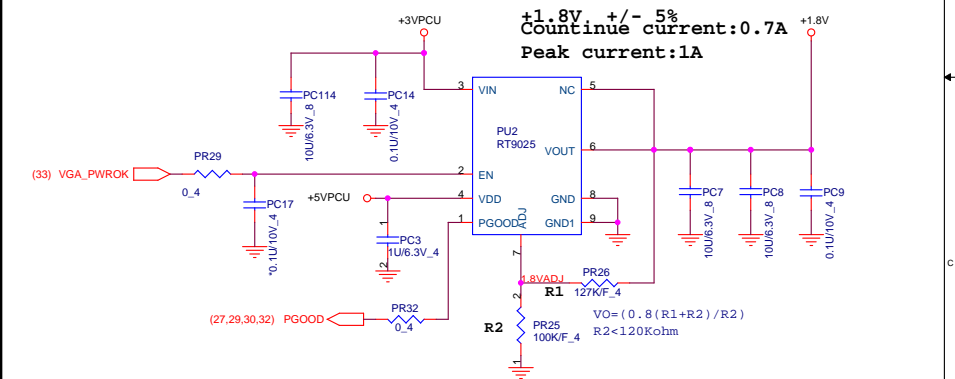 +1.8V +/- 5%
Countinue current:0.7A
Peak current:1A
+3VPCU
+1.8V
PC114
10U/6.3V_8
PC14
0.1U/10V_4
3 VIN
NC 5
PU2
RT9025
VOUT 6
PR29
0_4
(33) VGA_PWROK
2 EN
PC17
*0.1U/10V_4
+5VPCU
4 VDD
GND 8
1 PGOOD
ADJ
GND1 9
PC3
1U/6.3V_4
1
2
PC7
10U/6.3V_8
PC8
10U/6.3V_8
PC9
0.1U/10V_4
7
1.8VADJ
R1
PR26
127K/F_4
(27,29,30,32) PGOOD
PR32
0_4
R2
2
PR25
100K/F_4
1
VO=(0.8(R1+R2)/R2)
R2<120Kohm
C